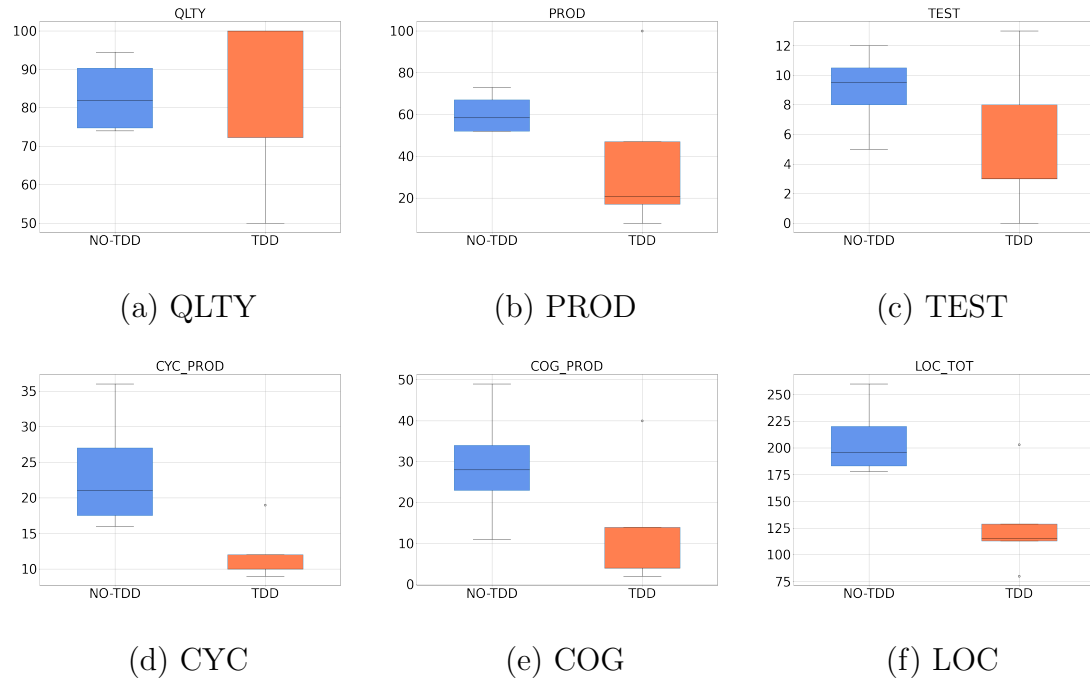 QLTY
100
90
80
70
60
50
NO-TDD TDD
(a) QLTY
PROD
100
80
60
40
20
NO-TDD TDD
(b) PROD
TEST
12
10
8
6
4
2
0
NO-TDD TDD
(c) TEST
CYC_PROD
35
30
25
20
15
10
NO-TDD TDD
(d) CYC
COG_PROD
50
40
30
20
10
0
NO-TDD TDD
(e) COG
LOC_TOT
250
225
200
175
150
125
100
75
NO-TDD TDD
(f) LOC